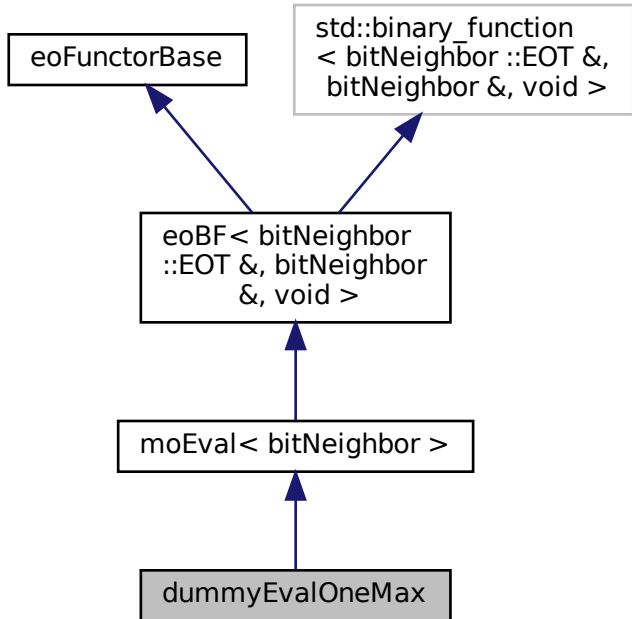 eoFunctorBase
std::binary_function
< bitNeighbor ::EOT &,
bitNeighbor &, void >
eoBF< bitNeighbor
::EOT &, bitNeighbor
&, void >
moEval< bitNeighbor >
dummyEvalOneMax